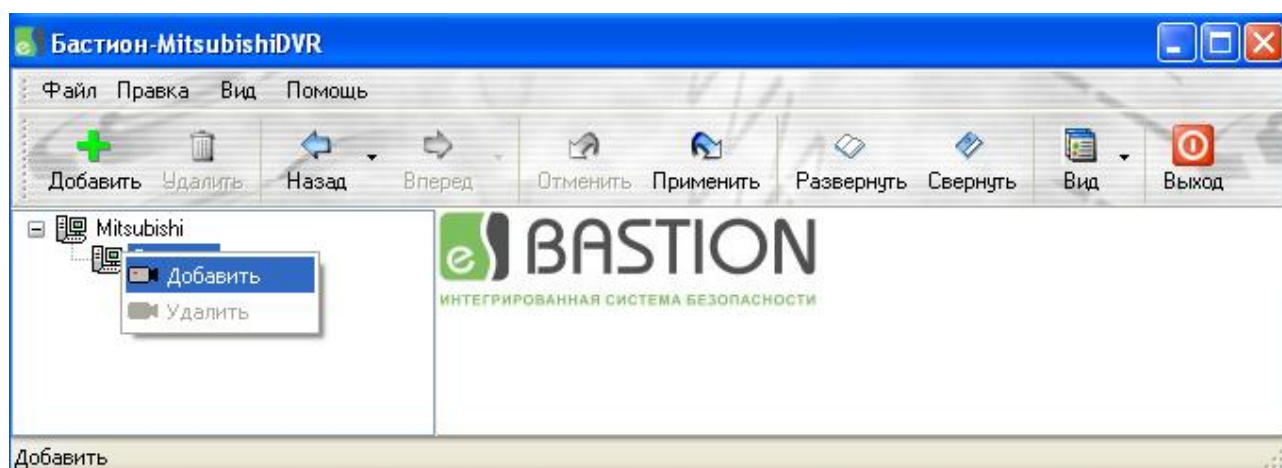 Бастион-MitsubishiDVR
Файл Правка Вид Помощь
Добавить Удалить Назад Вперед Отменить Применить Развернуть Свернуть Вид Выход
Mitsubishi
Добавить
Удалить
eS BASTION
ИНТЕГРИРОВАННАЯ СИСТЕМА БЕЗОПАСНОСТИ
Добавить